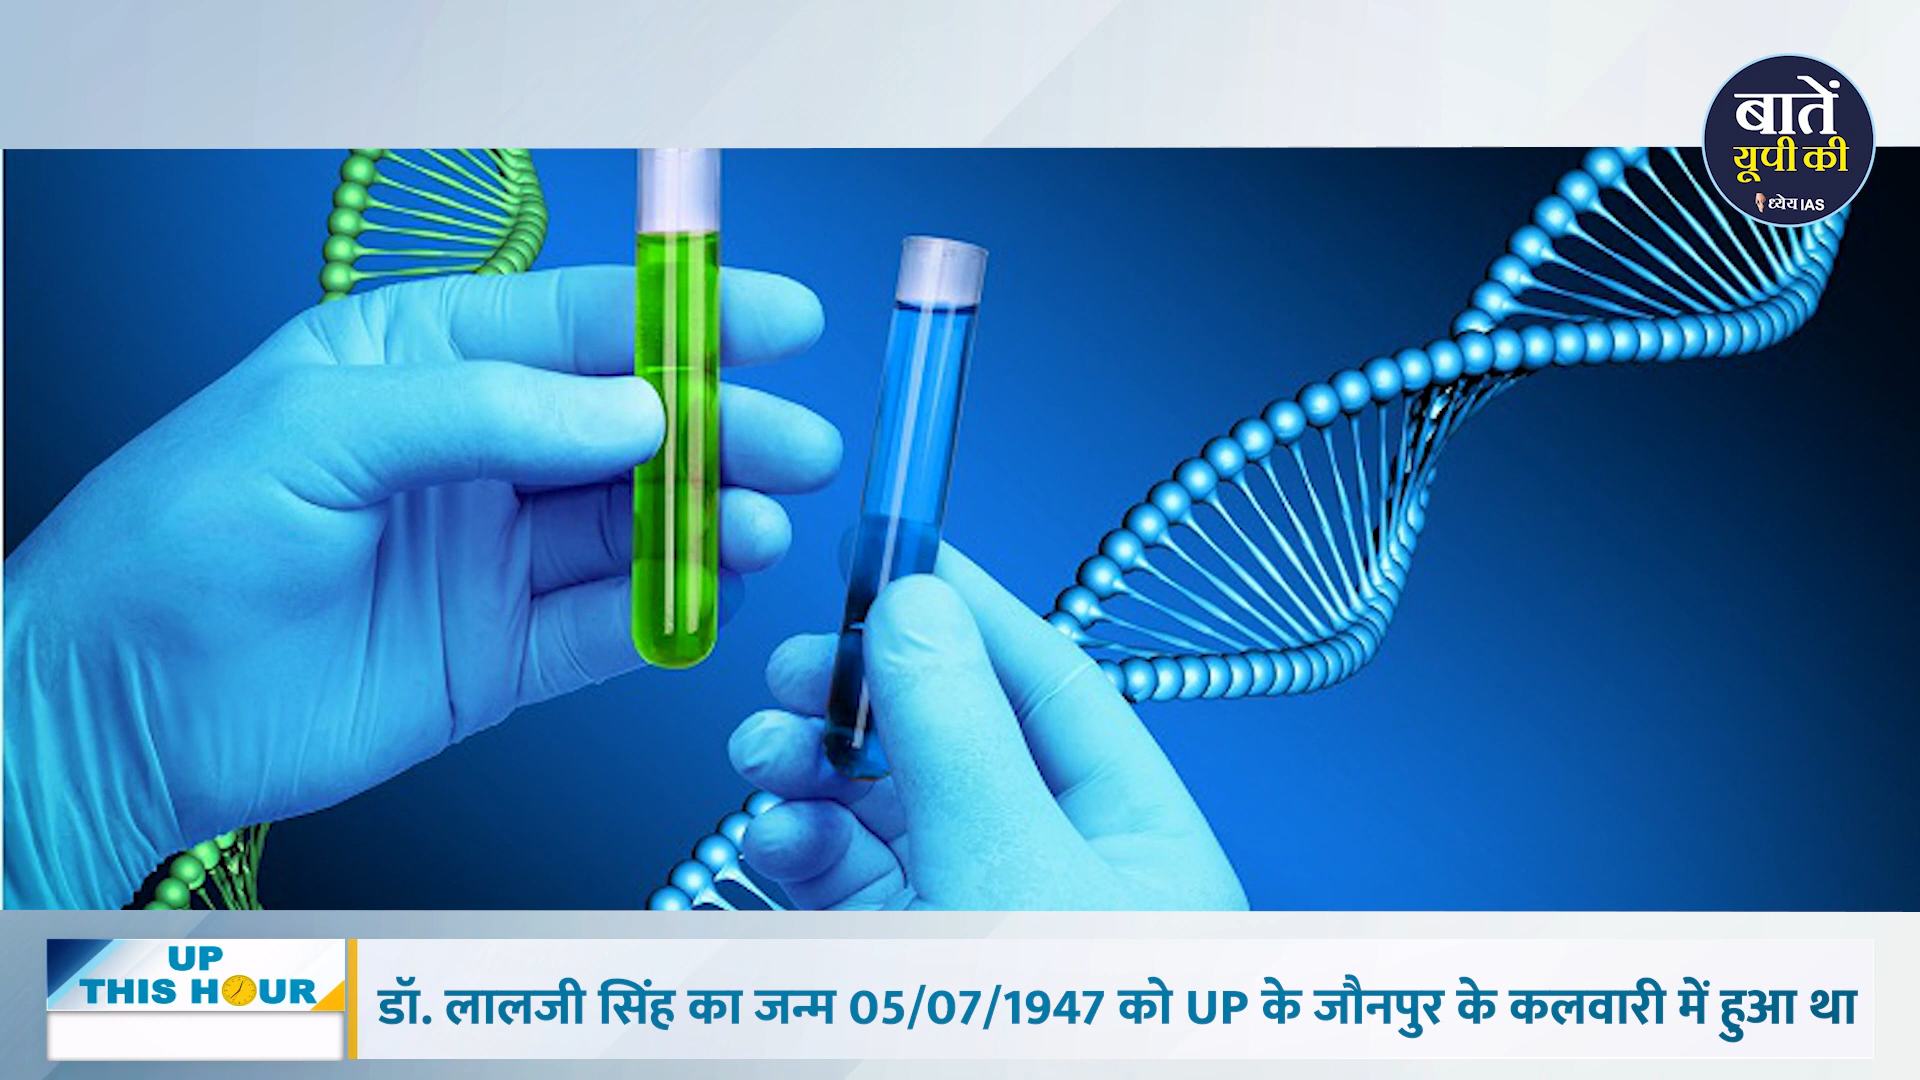 बातें
यूपी की
ध्येय IAS
UP
THIS HOUR
डॉ. लालजी सिंह का जन्म 05/07/1947 को UP के जौनपुर के कलवारी में हुआ था